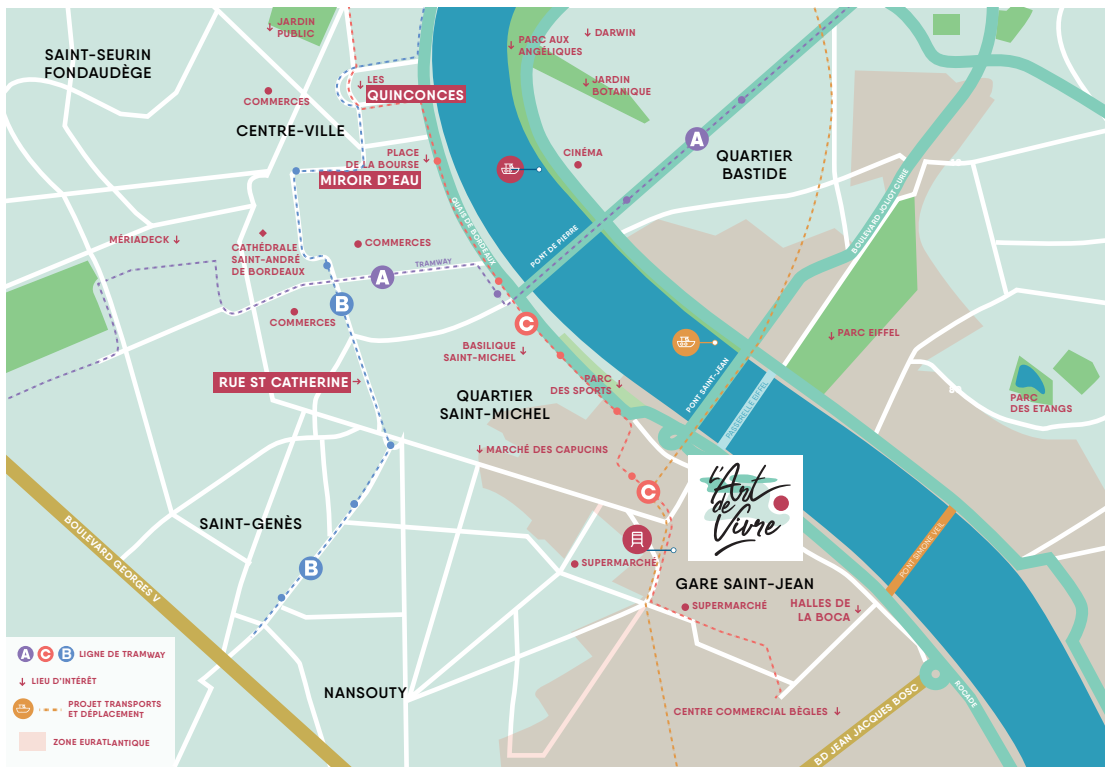 JARDIN
PUBLIC
SAINT-SEURIN
FONDAUDÈGE
PARC AUX
ANGÉLIQUES
DARWIN
LES
QUINCONCES
JARDIN
BOTANIQUE
COMMERCES
CENTRE-VILLE
A
PLACE
DE LA BOURSE
MIROIR D'EAU
CINÉMA
QUARTIER
BASTIDE
BOULEVARD JOLIOT CURIE
QUAIS DE BORDEAUX
MÉRIADECK
CATHÉDRALE
SAINT-ANDRÉ
DE BORDEAUX
COMMERCES
PONT DE PIERRE
TRAMWAY
A
B
COMMERCES
C
BASILIQUE
SAINT-MICHEL
PARC EIFFEL
RUE ST CATHERINE
PARC
DES SPORTS
PONT SAINT-JEAN
PASSERELLE EIFFEL
QUARTIER
SAINT-MICHEL
PARC
DES ETANGS
MARCHÉ DES CAPUCINS
L'Art
de
Vivre
C
SAINT-GENÈS
BOULEVARD GEORGES V
B
SUPERMARCHÉ
PONT SIMONE VEIL
GARE SAINT-JEAN
SUPERMARCHÉ
HALLES DE
LA BOCA
A C B LIGNE DE TRAMWAY
LIEU D'INTÉRÊT
PROJET TRANSPORTS
ET DÉPLACEMENT
ZONE EURATLANTIQUE
NANSOUTY
ROCADE
CENTRE COMMERCIAL BÈGLES
BD JEAN JACQUES BOSC